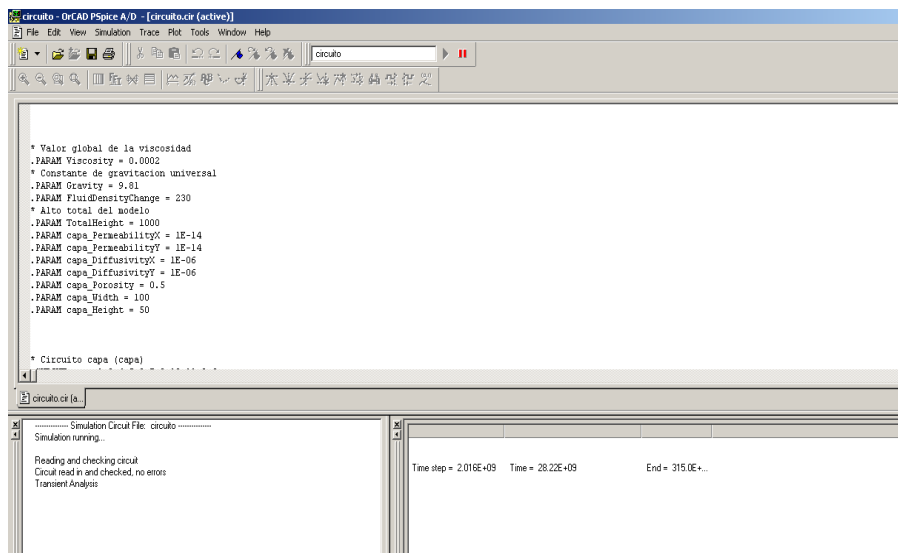 circuito - OrCAD PSpice A/D - [circuito.cir (active)]
File Edit View Simulation Trace Plot Tools Window Help
circuito
* Valor global de la viscosidad
.PARAM Viscosity = 0.0002
* Constante de gravitacion universal
.PARAM Gravity = 9.81
.PARAM FluidDensityChange = 230
* Alto total del modelo
.PARAM TotalHeight = 1000
.PARAM capa_PermeabilityX = 1E-14
.PARAM capa_PermeabilityY = 1E-14
.PARAM capa_DiffusivityX = 1E-06
.PARAM capa_DiffusivityY = 1E-06
.PARAM capa_Porosity = 0.5
.PARAM capa_Width = 100
.PARAM capa_Height = 50
* Circuito capa (capa)
circuito.cir (a...
--------------- Simulation Circuit File: circuito ---------------
Simulation running...
Reading and checking circuit
Circuit read in and checked, no errors
Transient Analysis
Time step = 2.016E+09 Time = 28.22E+09 End = 315.0E+...